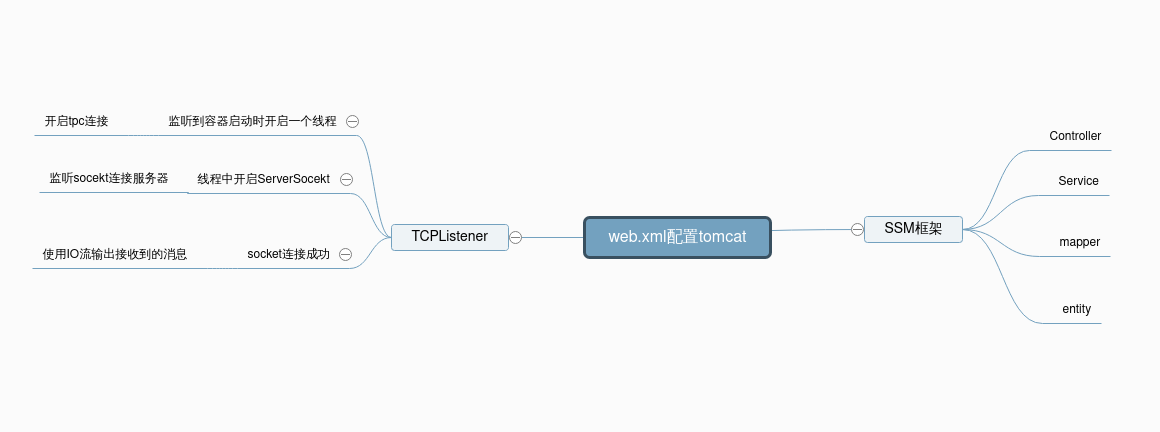 开启tpc连接
监听到容器启动时开启一个线程
监听socekt连接服务器
线程中开启ServerSocekt
使用IO流输出接收到的消息
socket连接成功
TCPListener
web.xml配置tomcat
SSM框架
Controller
Service
mapper
entity